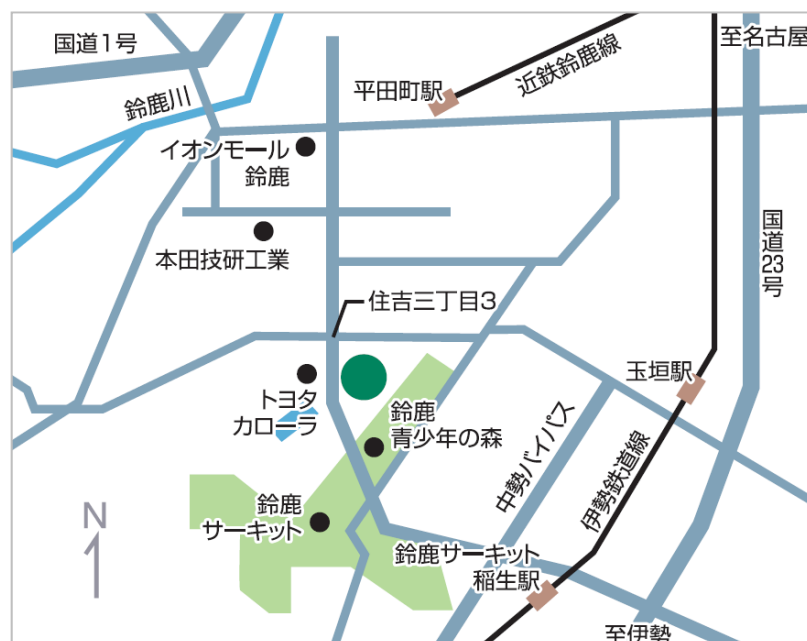 国道1号
至名古屋
近鉄鈴鹿線
平田町駅
鈴鹿川
イオンモール
鈴鹿
本田技研工業
国道23号
住吉三丁目3
玉垣駅
トヨタ
カローラ
鈴鹿
青少年の森
中勢バイパス
伊勢鉄道線
鈴鹿
サーキット
N
鈴鹿サーキット
稲生駅
至伊勢